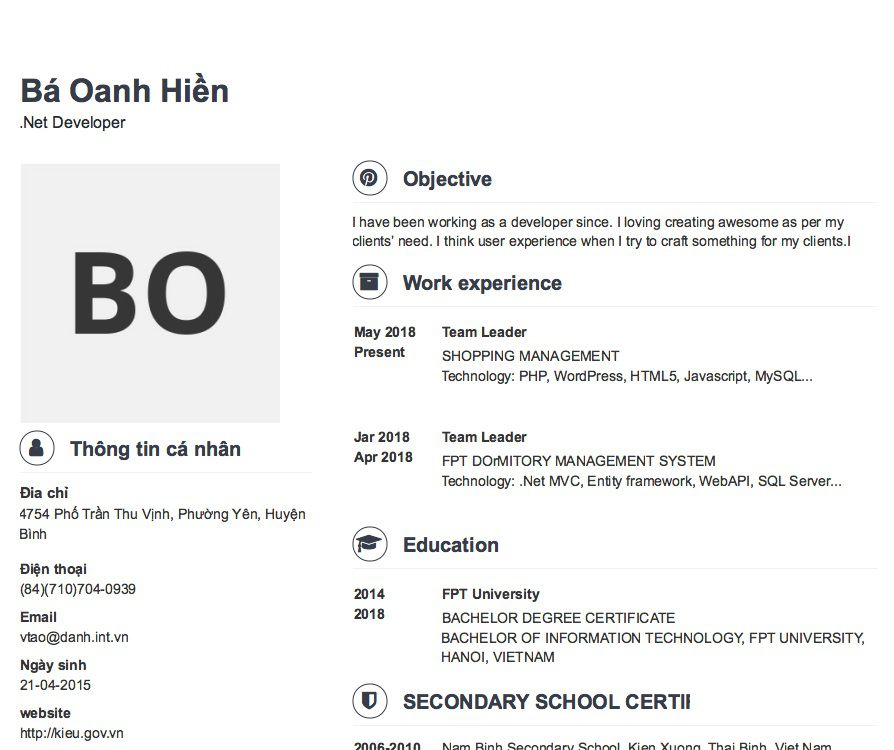 Bá Oanh Hiền
.Net Developer
BO
Thông tin cá nhân
Đia chỉ
4754 Phố Trần Thu Vịnh, Phường Yên, Huyện
Bình
Điện thoại
(84)(710)704-0939
Email
vtao@danh.int.vn
Ngày sinh
21-04-2015
website
http://kieu.gov.vn
Objective
I have been working as a developer since. I loving creating awesome as per my
clients’ need. I think user experience when I try to craft something for my clients.I
Work experience
May 2018 Team Leader
Present SHOPPING MANAGEMENT
Technology: PHP, WordPress, HTML5, Javascript, MySQL...
Jar 2018 Team Leader
Apr 2018 FPT DOrMITORY MANAGEMENT SYSTEM
Technology: .Net MVC, Entity framework, WebAPI, SQL Server...
Education
2014 FPT University
2018 BACHELOR DEGREE CERTIFICATE
BACHELOR OF INFORMATION TECHNOLOGY, FPT UNIVERSITY,
HANOI, VIETNAM
SECONDARY SCHOOL CERTII
2006-2010 Nam Binh Secondary School, Kien Xuong, Thai Binh, Viet Nam